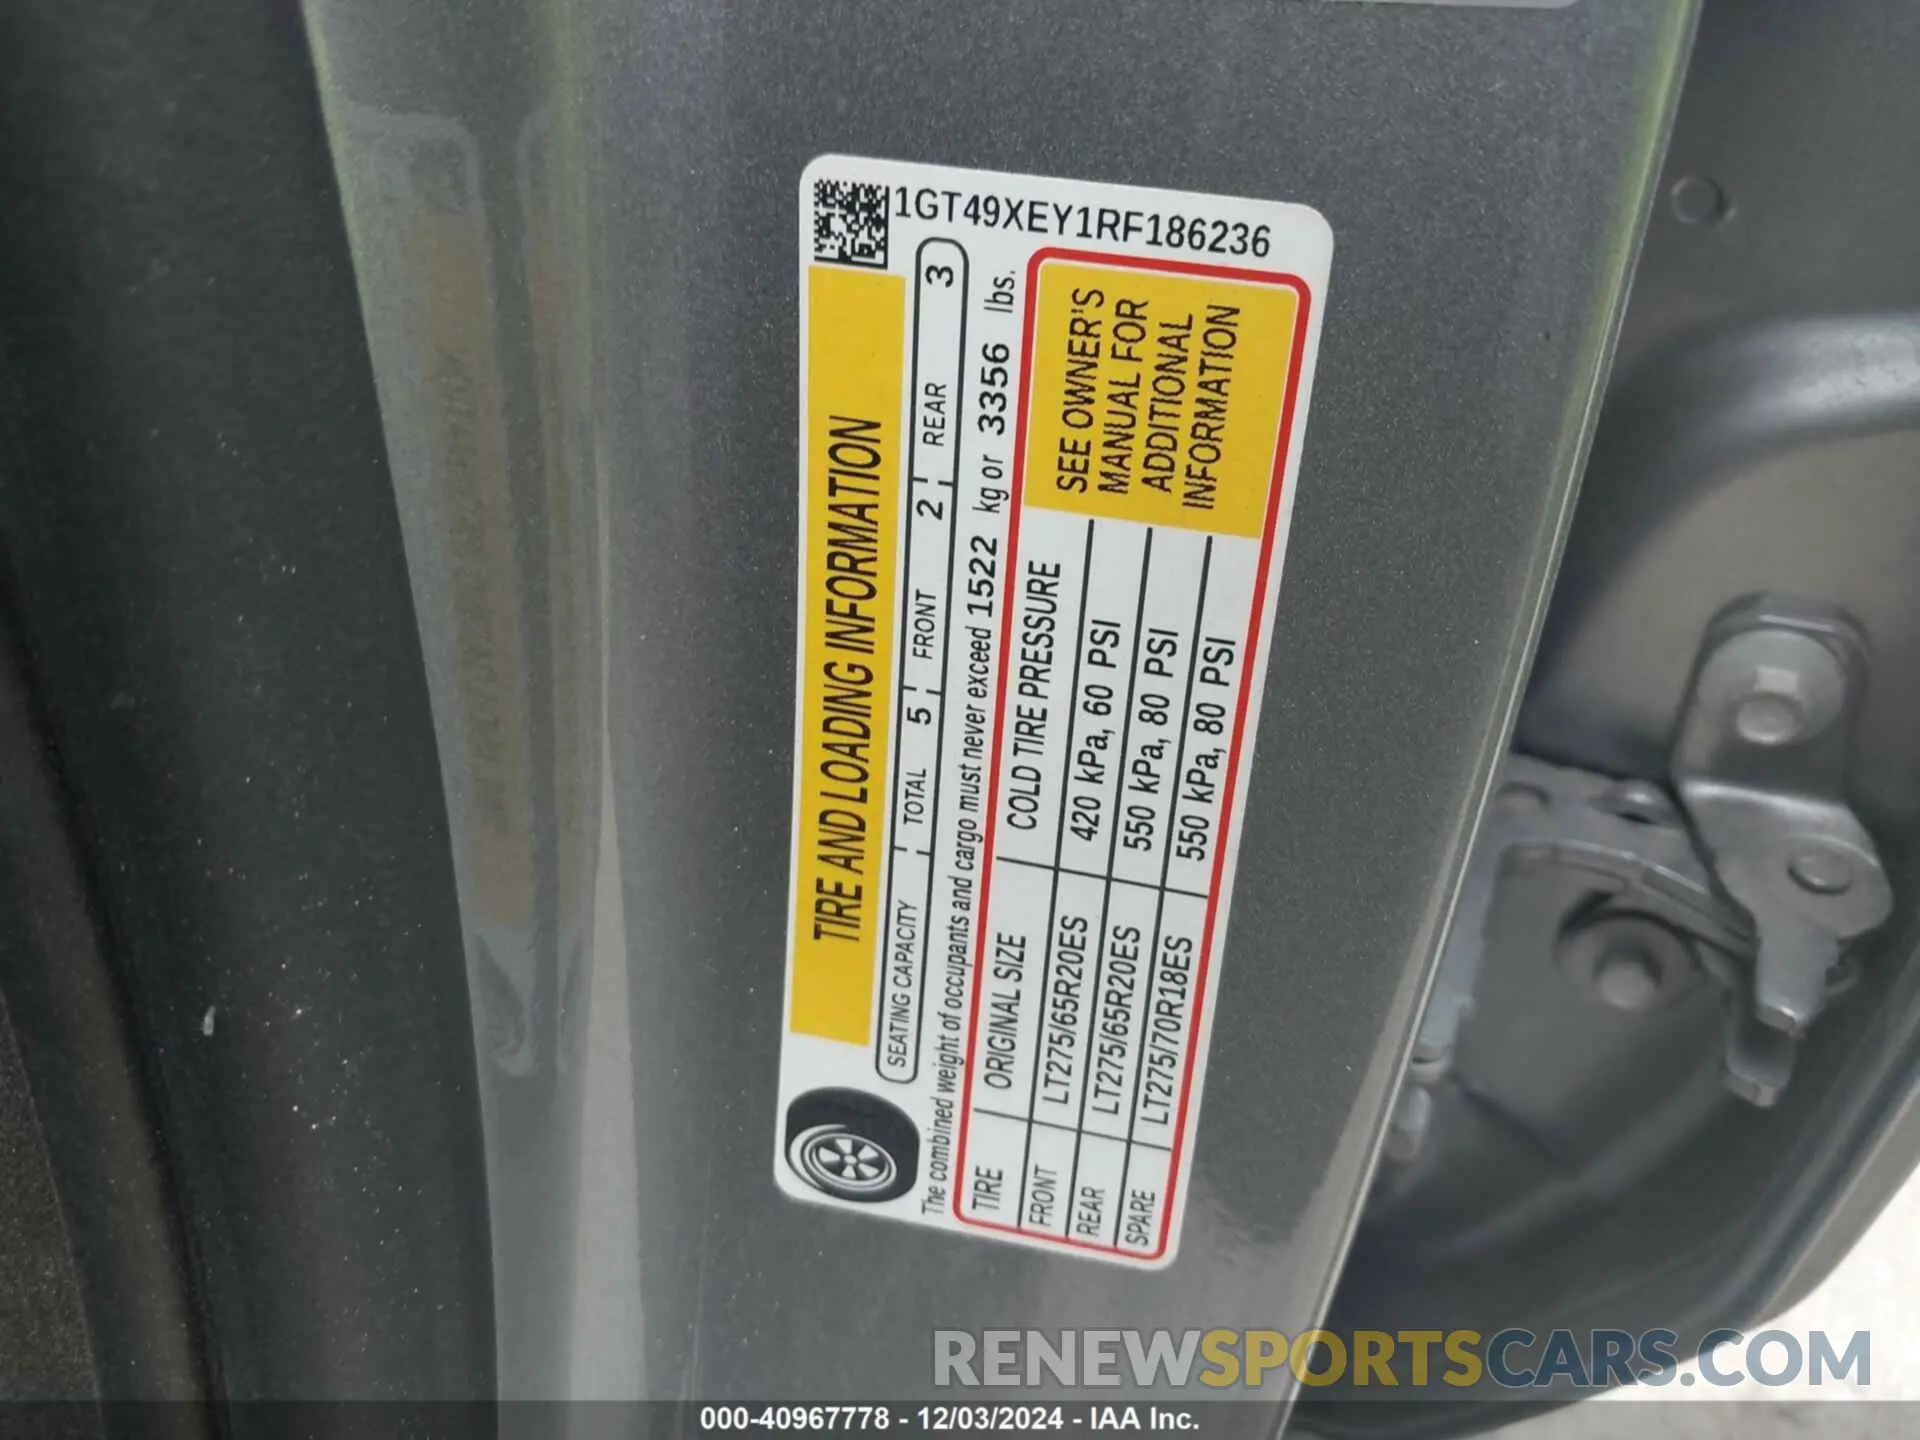 1GT49XEY1RF186236
TIRE AND LOADING INFORMATION
SEATING CAPACITY TOTAL 5 FRONT 2 REAR 3
The combined weight of occupants and cargo must never exceed 1522 kg or 3356 lbs.
TIRE ORIGINAL SIZE COLD TIRE PRESSURE
FRONT LT275/65R20ES 420 kPa, 60 PSI
REAR LT275/65R20ES 550 kPa, 80 PSI
SPARE LT275/70R18ES 550 kPa, 80 PSI
SEE OWNER'S
MANUAL FOR
ADDITIONAL
INFORMATION
RENEWSPORTSCARS.COM
000-40967778 - 12/03/2024 - IAA Inc.